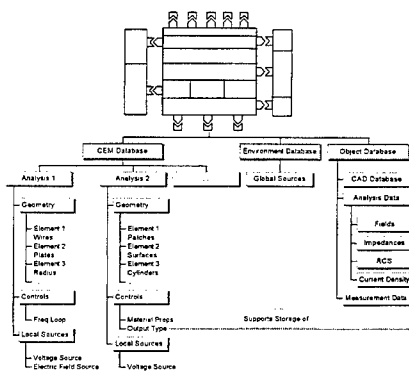 CEM Database
Environment Database
Object Database
Analysis 1
Analysis 2
Global Sources
CAD Database
Geometry
Geometry
Analysis Data
Element 1
Wires
Element 2
Plates
Element 3
Radius
Element 1
Patches
Element 2
Surfaces
Element 3
Cylinders
Fields
Impedances
RCS
Current Density
Controls
Controls
Measurement Data
Freq Loop
Material Props
Output Type
Supports Storage of
Local Sources
Local Sources
Voltage Source
Electric Field Source
Voltage Source